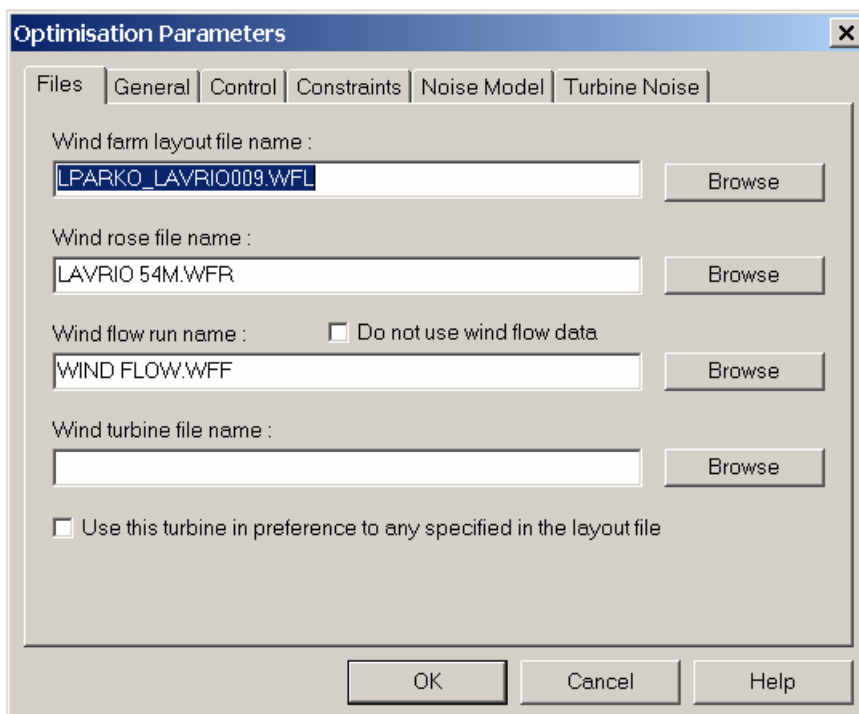 Optimisation Parameters
Files General Control Constraints Noise Model Turbine Noise
Wind farm layout file name :
LPARKO_LAVRIO009.WFL Browse
Wind rose file name :
LAVRIO 54M.WFR Browse
Wind flow run name : Do not use wind flow data
WIND FLOW.WFF Browse
Wind turbine file name :
Browse
Use this turbine in preference to any specified in the layout file
OK Cancel Help